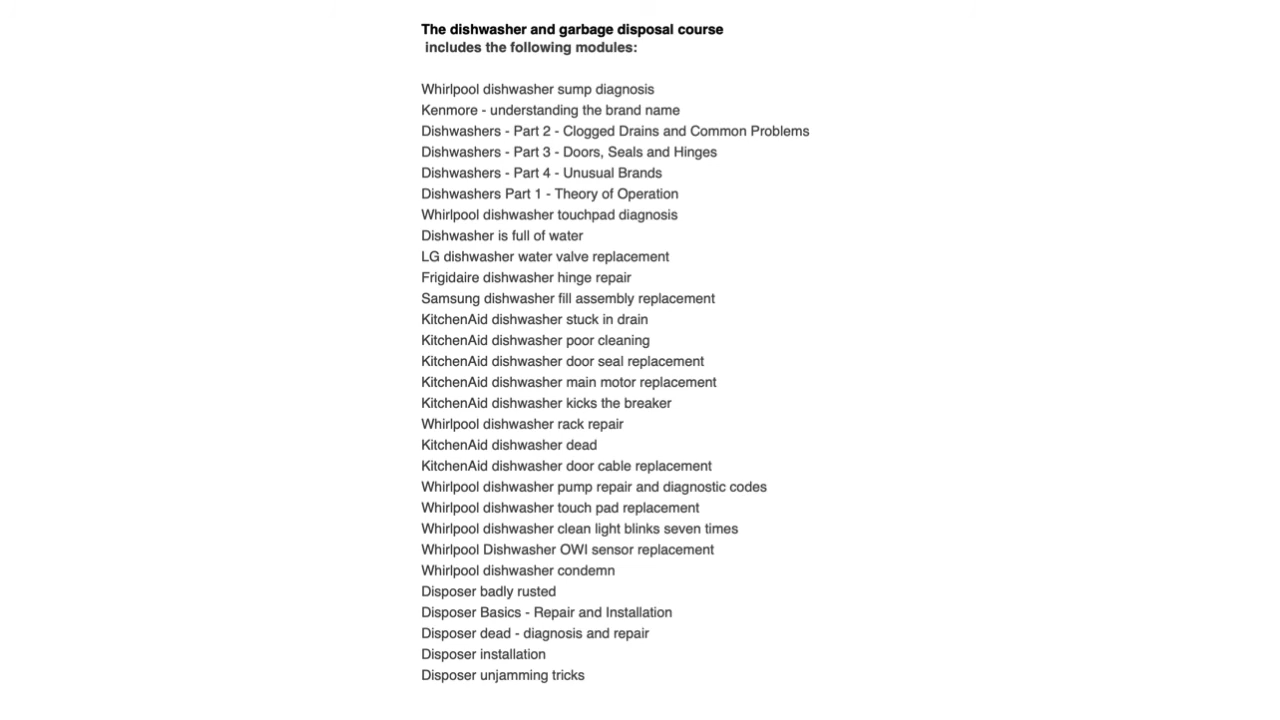 The dishwasher and garbage disposal course
includes the following modules:
Whirlpool dishwasher sump diagnosis
Kenmore - understanding the brand name
Dishwashers - Part 2 - Clogged Drains and Common Problems
Dishwashers - Part 3 - Doors, Seals and Hinges
Dishwashers - Part 4 - Unusual Brands
Dishwashers Part 1 - Theory of Operation
Whirlpool dishwasher touchpad diagnosis
Dishwasher is full of water
LG dishwasher water valve replacement
Frigidaire dishwasher hinge repair
Samsung dishwasher fill assembly replacement
KitchenAid dishwasher stuck in drain
KitchenAid dishwasher poor cleaning
KitchenAid dishwasher door seal replacement
KitchenAid dishwasher main motor replacement
KitchenAid dishwasher kicks the breaker
Whirlpool dishwasher rack repair
KitchenAid dishwasher dead
KitchenAid dishwasher door cable replacement
Whirlpool dishwasher pump repair and diagnostic codes
Whirlpool dishwasher touch pad replacement
Whirlpool dishwasher clean light blinks seven times
Whirlpool Dishwasher OWI sensor replacement
Whirlpool dishwasher condemn
Disposer badly rusted
Disposer Basics - Repair and Installation
Disposer dead - diagnosis and repair
Disposer installation
Disposer unjamming tricks